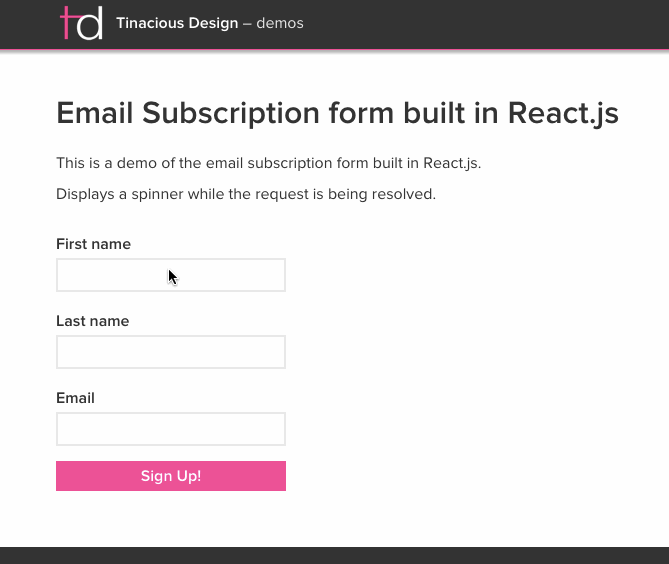 td Tinacious Design – demos
Email Subscription form built in React.js
This is a demo of the email subscription form built in React.js.
Displays a spinner while the request is being resolved.
First name
Last name
Email
Sign Up!